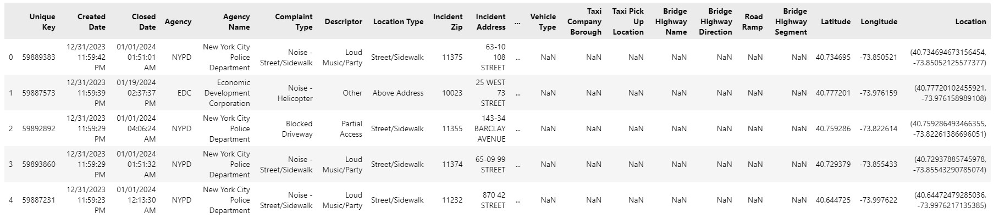 Unique Key Created Date Closed Date Agency Agency Name Complaint Type Descriptor Location Type Incident Zip Incident Address ... Vehicle Type Taxi Company Borough Taxi Pick Up Location Bridge Highway Name Bridge Highway Direction Road Ramp Bridge Highway Segment Latitude Longitude Location
0 59889383 12/31/2023 11:59:42 PM 01/01/2024 01:51:01 AM NYPD New York City Police Department Noise - Street/Sidewalk Loud Music/Party Street/Sidewalk 11375 63-10 108 STREET ... NaN NaN NaN NaN NaN NaN NaN 40.734695 -73.850521 (40.734694673156454, -73.85052125577377)
1 59887573 12/31/2023 11:59:39 PM 01/19/2024 02:37:37 PM EDC Economic Development Corporation Noise - Helicopter Other Above Address 10023 25 WEST 73 STREET ... NaN NaN NaN NaN NaN NaN NaN 40.777201 -73.976159 (40.77720102455921, -73.976158989108)
2 59892892 12/31/2023 11:59:29 PM 01/01/2024 04:06:24 AM NYPD New York City Police Department Blocked Driveway Partial Access Street/Sidewalk 11355 143-34 BARCLAY AVENUE ... NaN NaN NaN NaN NaN NaN NaN 40.759286 -73.822614 (40.759286493466355, -73.82261386696051)
3 59893860 12/31/2023 11:59:29 PM 01/01/2024 01:51:32 AM NYPD New York City Police Department Noise - Street/Sidewalk Loud Music/Party Street/Sidewalk 11374 65-09 99 STREET ... NaN NaN NaN NaN NaN NaN NaN 40.729379 -73.855433 (40.72937885745978, -73.85543290785074)
4 59887231 12/31/2023 11:59:23 PM 01/01/2024 12:13:30 AM NYPD New York City Police Department Noise - Street/Sidewalk Loud Music/Party Street/Sidewalk 11232 870 42 STREET ... NaN NaN NaN NaN NaN NaN NaN 40.644725 -73.997622 (40.64472479285036, -73.9976217135385)